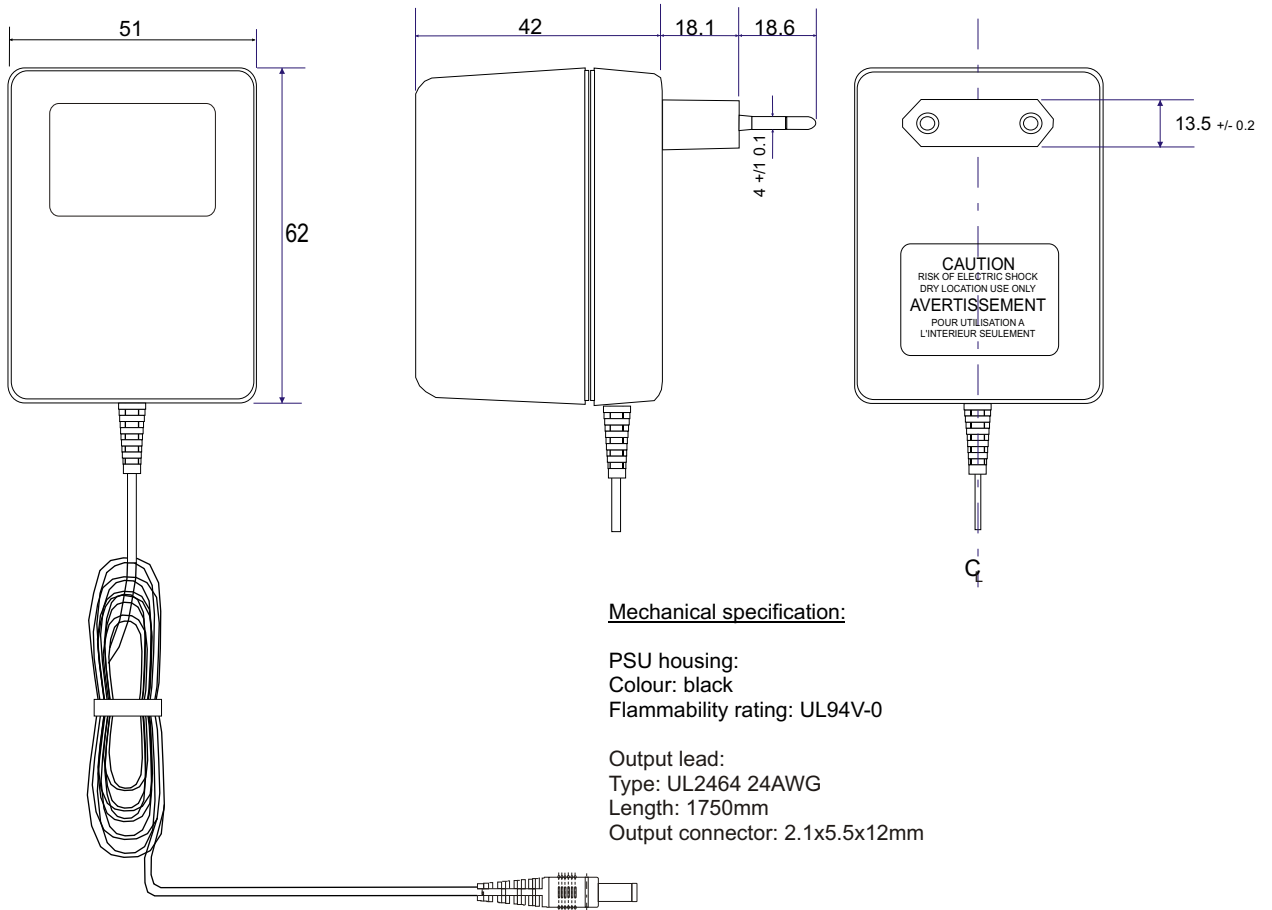 51
42
18.1
18.6
62
4 +/1 0.1
13.5 +/- 0.2
CAUTION
RISK OF ELECTRIC SHOCK
DRY LOCATION USE ONLY
AVERTISSEMENT
POUR UTILISATION A
L'INTERIEUR SEULEMENT
CL
Mechanical specification:
PSU housing:
Colour: black
Flammability rating: UL94V-0
Output lead:
Type: UL2464 24AWG
Length: 1750mm
Output connector: 2.1x5.5x12mm